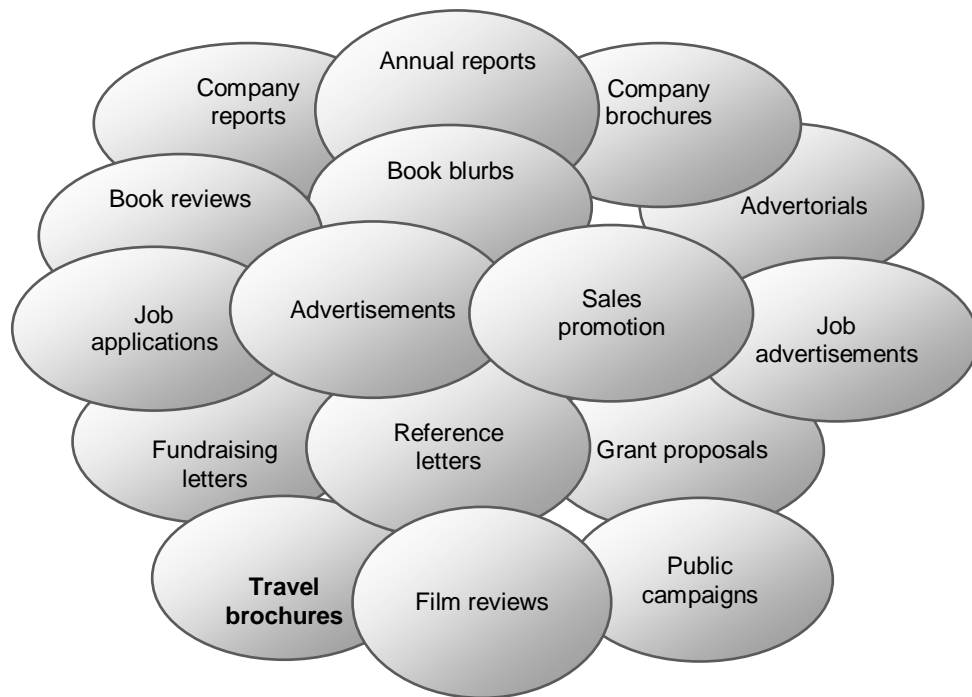 Annual reports
Company
reports
Company
brochures
Book blurbs
Book reviews
Advertorials
Advertisements
Sales
promotion
Job
applications
Job
advertisements
Fundraising
letters
Reference
letters
Grant proposals
Travel
brochures
Film reviews
Public
campaigns